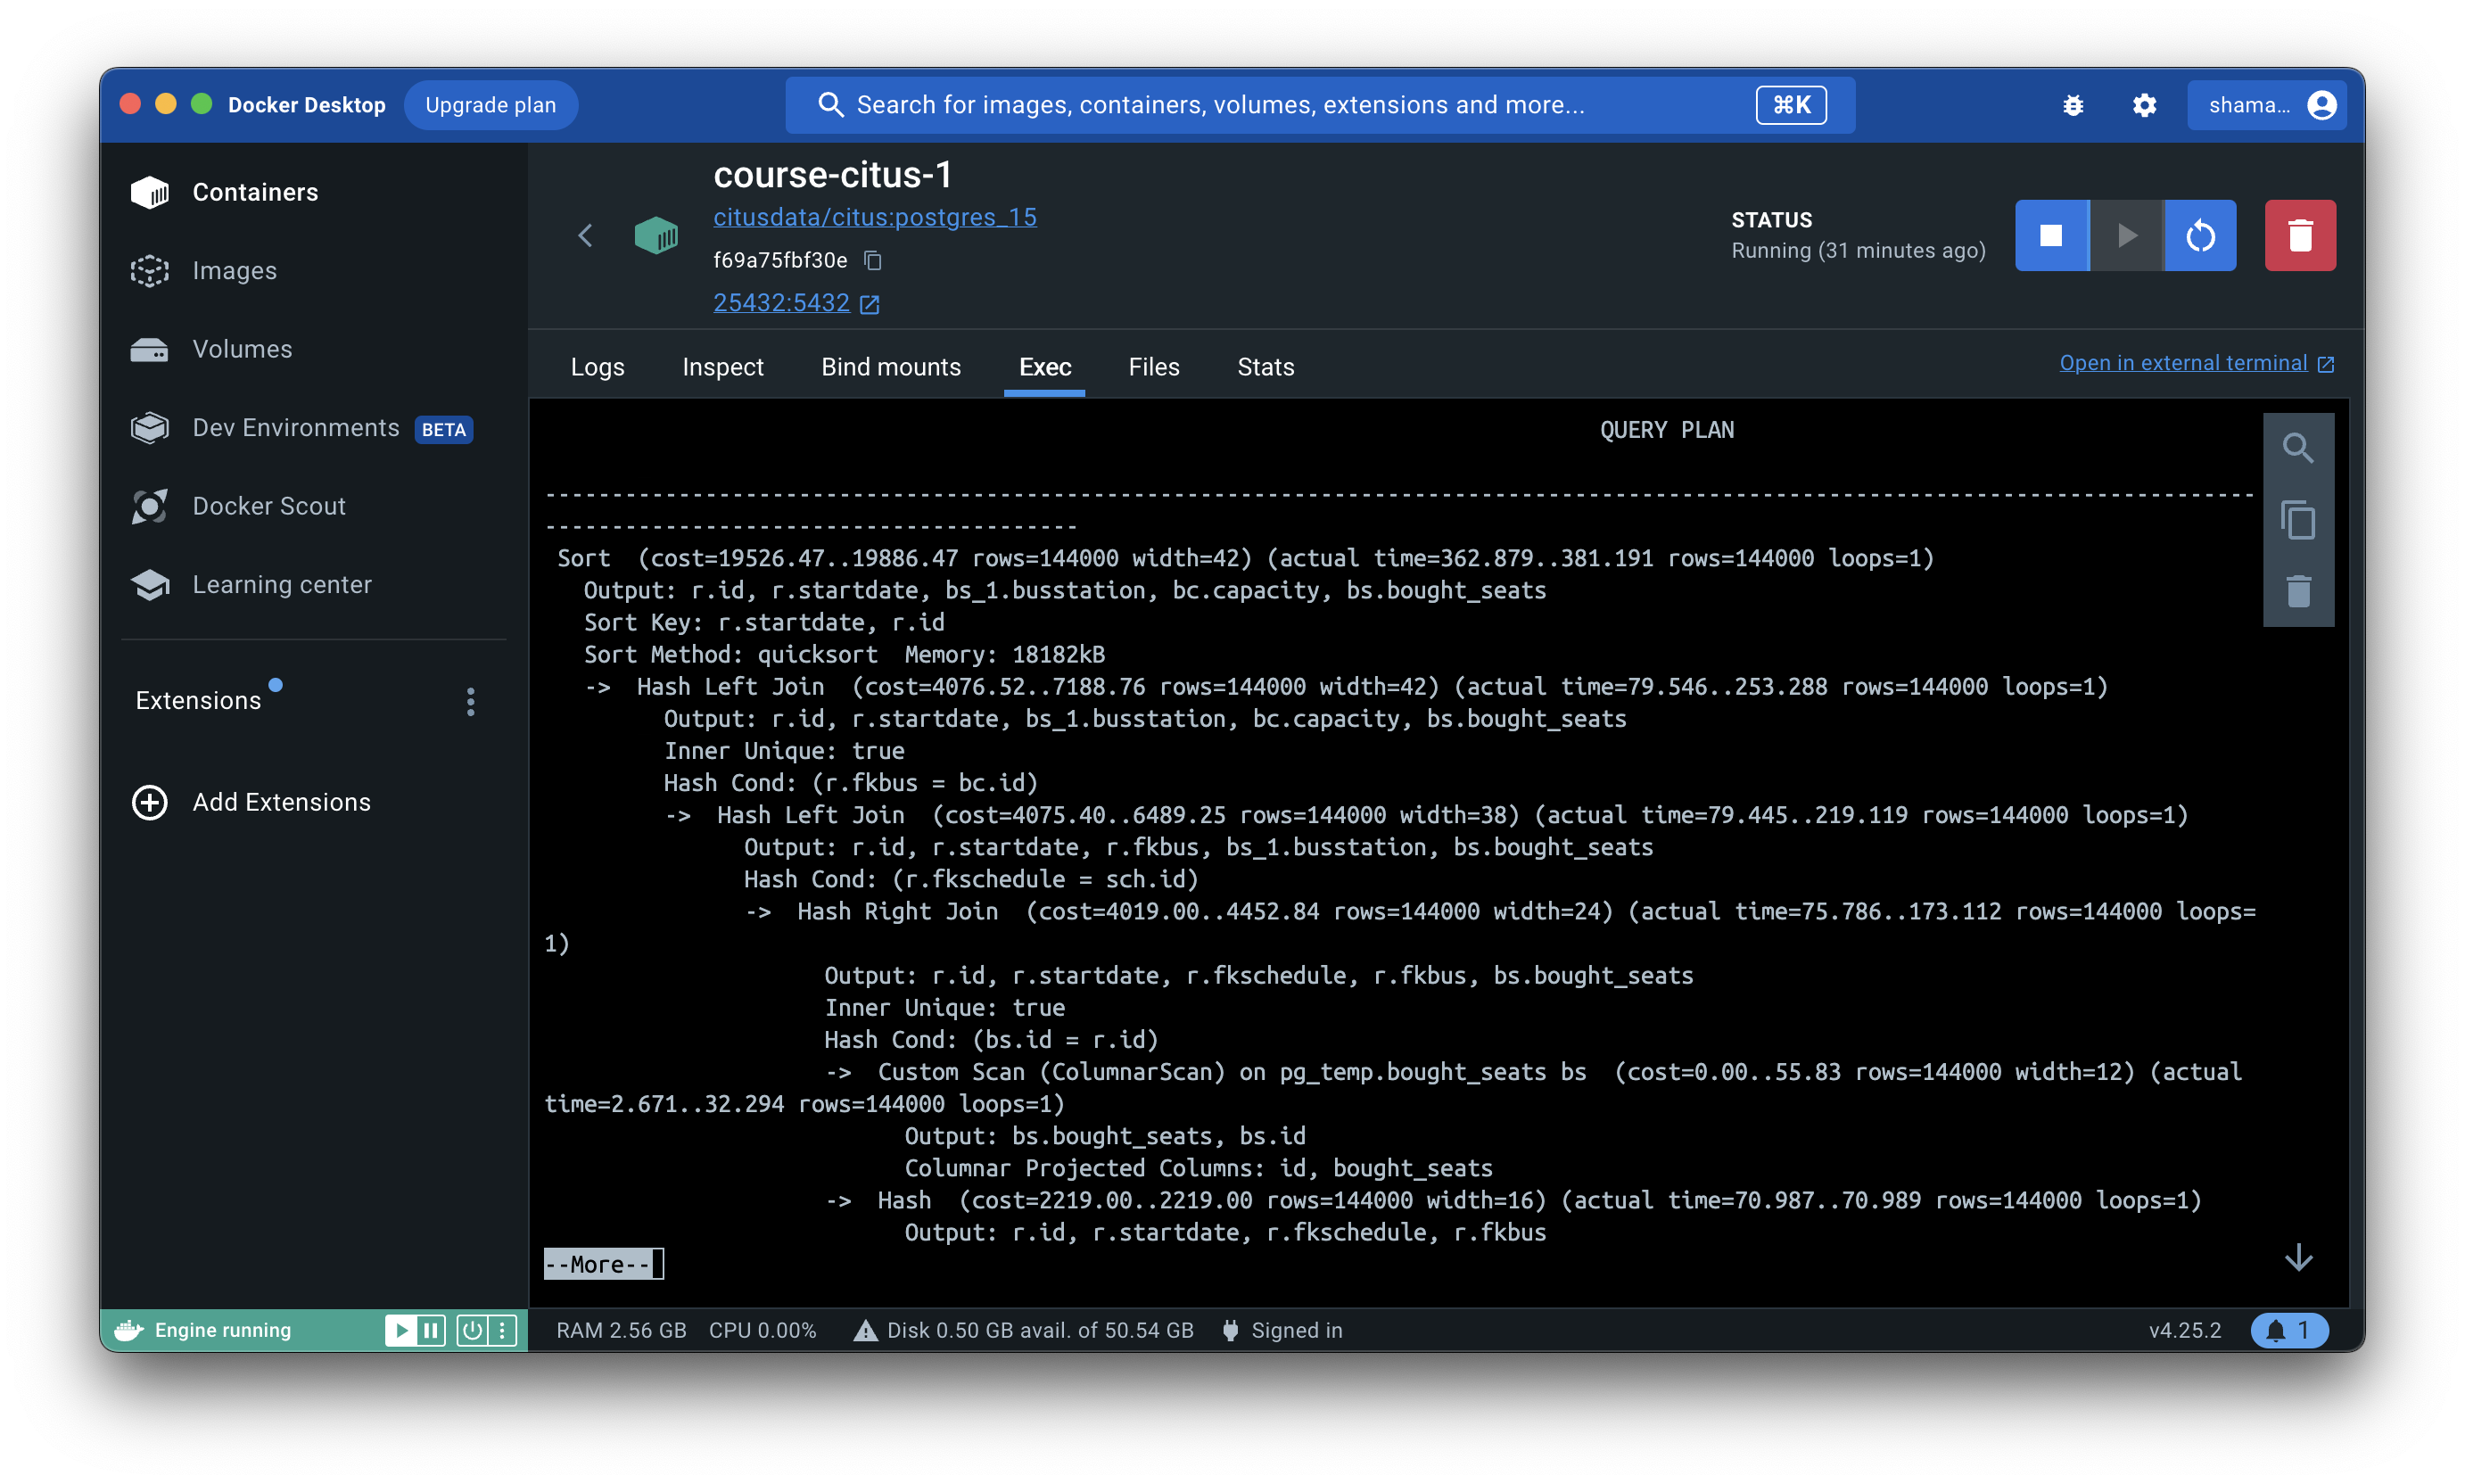 Docker Desktop
Upgrade plan
Search for images, containers, volumes, extensions and more...
⌘K
shama...
Containers
Images
Volumes
Dev Environments BETA
Docker Scout
Learning center
Extensions
Add Extensions
course-citus-1
citusdata/citus:postgres_15
f69a75fbf30e
25432:5432
STATUS
Running (31 minutes ago)
Logs Inspect Bind mounts Exec Files Stats
Open in external terminal
QUERY PLAN
--------------------------------------------------------------------------------------------------------------------------------
----------------------------------------
Sort  (cost=19526.47..19886.47 rows=144000 width=42) (actual time=362.879..381.191 rows=144000 loops=1)
Output: r.id, r.startdate, bs_1.busstation, bc.capacity, bs.bought_seats
Sort Key: r.startdate, r.id
Sort Method: quicksort  Memory: 18182kB
->  Hash Left Join  (cost=4076.52..7188.76 rows=144000 width=42) (actual time=79.546..253.288 rows=144000 loops=1)
Output: r.id, r.startdate, bs_1.busstation, bc.capacity, bs.bought_seats
Inner Unique: true
Hash Cond: (r.fkbus = bc.id)
->  Hash Left Join  (cost=4075.40..6489.25 rows=144000 width=38) (actual time=79.445..219.119 rows=144000 loops=1)
Output: r.id, r.startdate, r.fkbus, bs_1.busstation, bs.bought_seats
Hash Cond: (r.fkschedule = sch.id)
->  Hash Right Join  (cost=4019.00..4452.84 rows=144000 width=24) (actual time=75.786..173.112 rows=144000 loops=
1)
Output: r.id, r.startdate, r.fkschedule, r.fkbus, bs.bought_seats
Inner Unique: true
Hash Cond: (bs.id = r.id)
->  Custom Scan (ColumnarScan) on pg_temp.bought_seats bs  (cost=0.00..55.83 rows=144000 width=12) (actual
time=2.671..32.294 rows=144000 loops=1)
Output: bs.bought_seats, bs.id
Columnar Projected Columns: id, bought_seats
->  Hash  (cost=2219.00..2219.00 rows=144000 width=16) (actual time=70.987..70.989 rows=144000 loops=1)
Output: r.id, r.startdate, r.fkschedule, r.fkbus
--More--
Engine running
RAM 2.56 GB CPU 0.00% Disk 0.50 GB avail. of 50.54 GB Signed in
v4.25.2
1